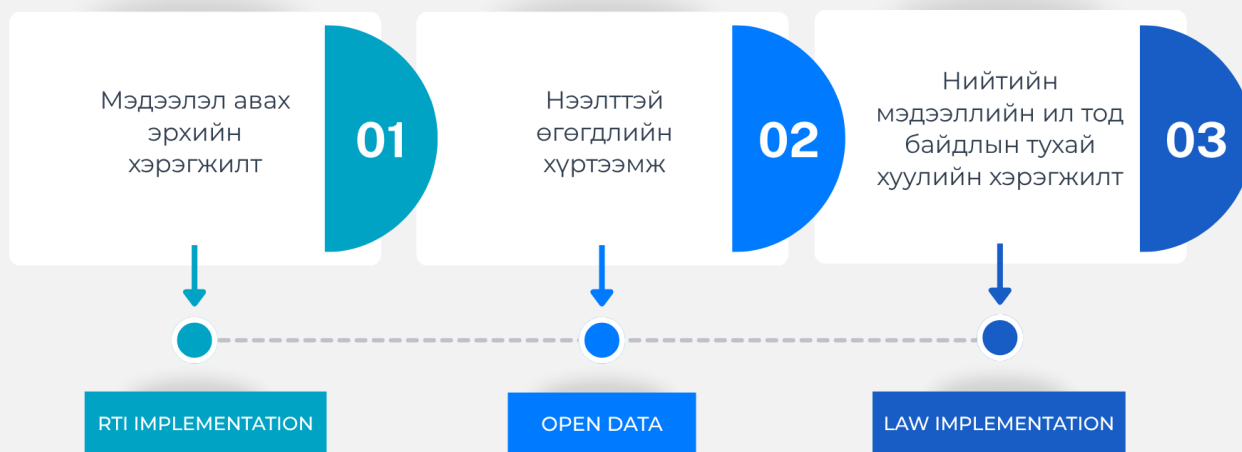 Мэдээлэл авах
эрхийн
хэрэгжилт
01
Нээлттэй
өгөгдлийн
хүртээмж
02
Нийтийн
мэдээллийн ил тод
байдлын тухай
хуулийн хэрэгжилт
03
RTI IMPLEMENTATION
OPEN DATA
LAW IMPLEMENTATION